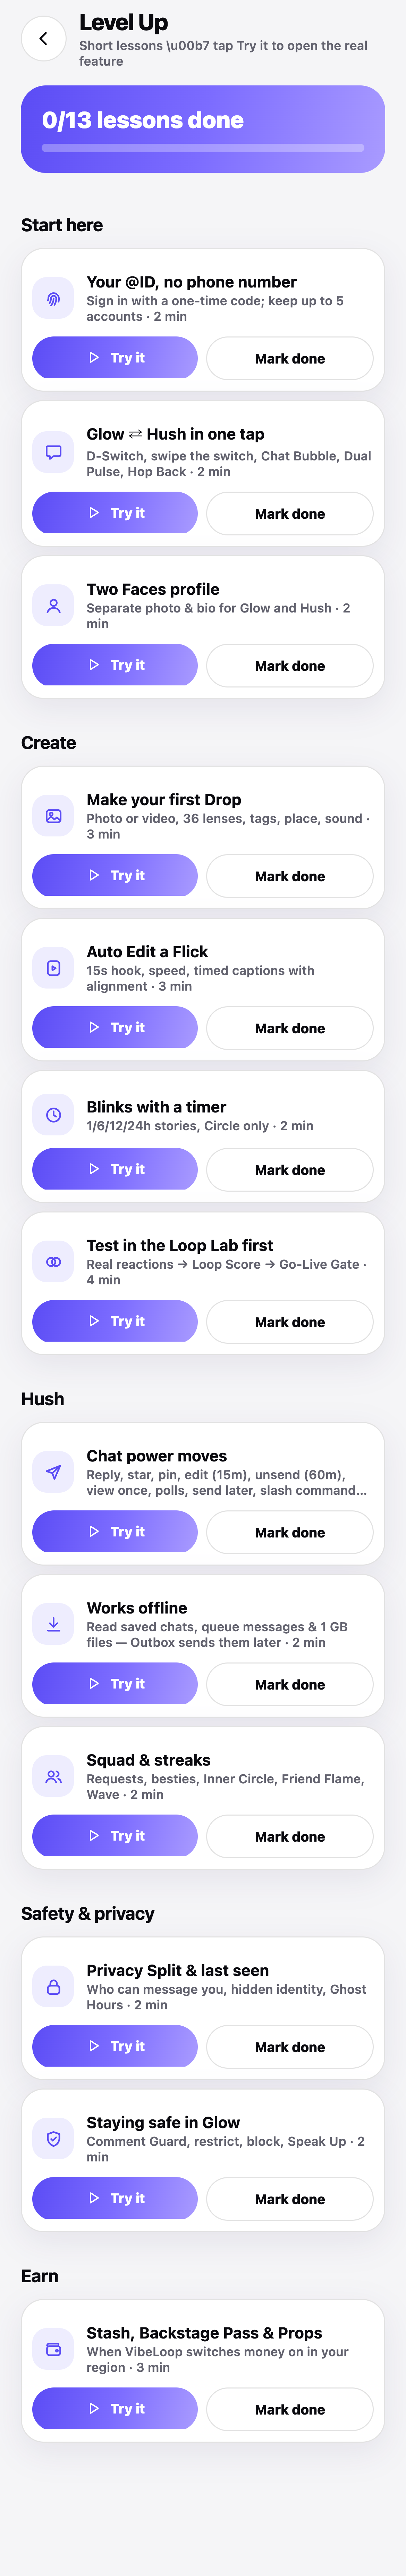 Level Up
Short lessons \u00b7 tap Try it to open the real
feature
0/13 lessons done
Start here
Your @ID, no phone number
Sign in with a one-time code; keep up to 5
accounts · 2 min
Try it
Mark done
Glow ⇄ Hush in one tap
D-Switch, swipe the switch, Chat Bubble, Dual
Pulse, Hop Back · 2 min
Try it
Mark done
Two Faces profile
Separate photo & bio for Glow and Hush · 2
min
Try it
Mark done
Create
Make your first Drop
Photo or video, 36 lenses, tags, place, sound ·
3 min
Try it
Mark done
Auto Edit a Flick
15s hook, speed, timed captions with
alignment · 3 min
Try it
Mark done
Blinks with a timer
1/6/12/24h stories, Circle only · 2 min
Try it
Mark done
Test in the Loop Lab first
Real reactions → Loop Score → Go-Live Gate ·
4 min
Try it
Mark done
Hush
Chat power moves
Reply, star, pin, edit (15m), unsend (60m),
view once, polls, send later, slash command...
Try it
Mark done
Works offline
Read saved chats, queue messages & 1 GB
files — Outbox sends them later · 2 min
Try it
Mark done
Squad & streaks
Requests, besties, Inner Circle, Friend Flame,
Wave · 2 min
Try it
Mark done
Safety & privacy
Privacy Split & last seen
Who can message you, hidden identity, Ghost
Hours · 2 min
Try it
Mark done
Staying safe in Glow
Comment Guard, restrict, block, Speak Up · 2
min
Try it
Mark done
Earn
Stash, Backstage Pass & Props
When VibeLoop switches money on in your
region · 3 min
Try it
Mark done